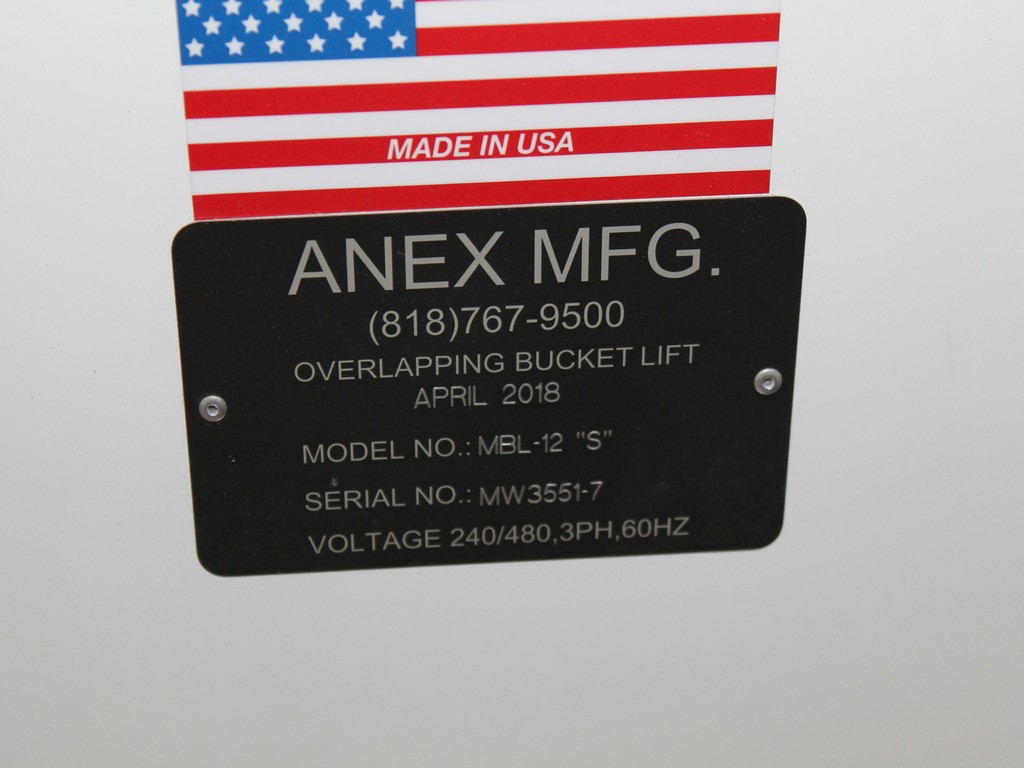 MADE IN USA
ANEX MFG.
(818)767-9500
OVERLAPPING BUCKET LIFT
APRIL 2018
MODEL NO.: MBL-12 "S"
SERIAL NO.: MW3551-7
VOLTAGE 240/480,3PH,60HZ